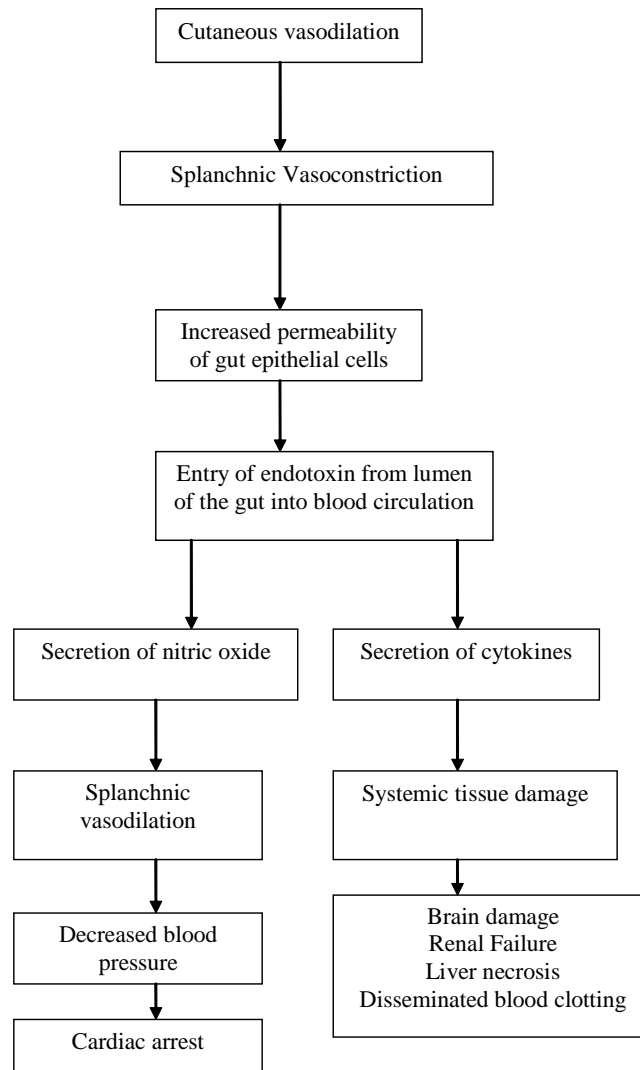 Cutaneous vasodilation
Splanchnic Vasoconstriction
Increased permeability
of gut epithelial cells
Entry of endotoxin from lumen
of the gut into blood circulation
Secretion of nitric oxide
Secretion of cytokines
Splanchnic
vasodilation
Systemic tissue damage
Decreased blood
pressure
Brain damage
Renal Failure
Liver necrosis
Disseminated blood clotting
Cardiac arrest